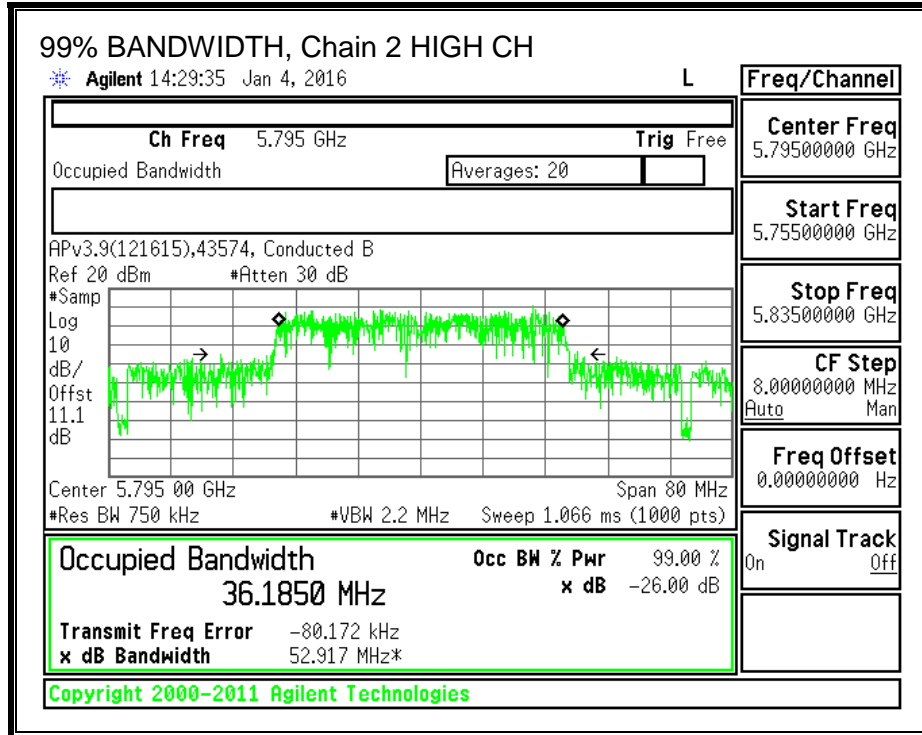 99% BANDWIDTH, Chain 2 HIGH CH
Agilent 14:29:35 Jan 4, 2016 L
Freq/Channel
Ch Freq 5.795 GHz Trig Free
Occupied Bandwidth Averages: 20
APv3.9(121615),43574, Conducted B
Ref 20 dBm #Atten 30 dB
#Samp
Log
10
dB/
Offst
11.1
dB
Center 5.795 00 GHz Span 80 MHz
#Res BW 750 kHz #VBW 2.2 MHz Sweep 1.066 ms (1000 pts)
Occupied Bandwidth
36.1850 MHz
Occ BW % Pwr 99.00 %
x dB -26.00 dB
Transmit Freq Error -80.172 kHz
x dB Bandwidth 52.917 MHz*
Center Freq
5.79500000 GHz
Start Freq
5.75500000 GHz
Stop Freq
5.83500000 GHz
CF Step
8.00000000 MHz
Auto Man
Freq Offset
0.00000000 Hz
Signal Track
On Off
Copyright 2000-2011 Agilent Technologies